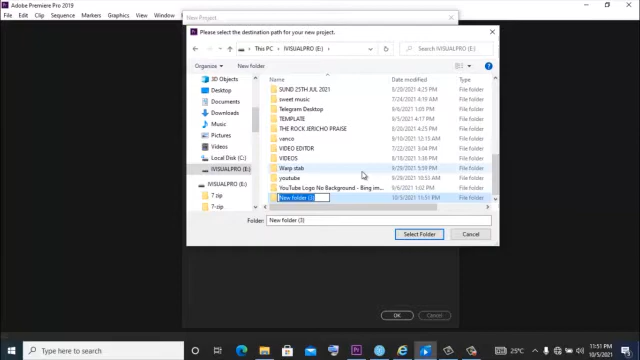 Adobe Premiere Pro 2019
File Edit Clip Sequence Markers Graphics View Window Help
New Project
Please select the destination path for your new project.
This PC > IVISUALPRO (E:) >
Search IVISUALPRO (E:)
Organize New folder
Name Date modified Type
3D Objects
Desktop
Documents
Downloads
Music
Pictures
Videos
Local Disk (C:)
IVISUALPRO (E:)
IVISUALPRO (E:)
7 zip
7-zip
SUND 25TH JUL 2021 8/20/2021 4:25 PM File folder
sweet music 7/24/2021 4:19 AM File folder
Telegram Desktop 9/6/2021 1:05 PM File folder
TEMPLATE 9/5/2021 4:17 PM File folder
THE ROCK JERICHO PRAISE 8/20/2021 4:25 PM File folder
vanco 9/29/2021 12:10 PM File folder
VIDEO EDITOR 7/22/2021 3:29 PM File folder
VIDEOS 8/18/2021 1:36 PM File folder
Warp stab 9/29/2021 5:59 PM File folder
youtube 9/29/2021 10:53 AM File folder
YouTube Logo No Background - Bing im... 9/6/2021 1:02 PM File folder
New folder (3) 10/5/2021 11:51 PM File folder
Folder: New folder (3)
Select Folder Cancel
OK Cancel
Type here to search
25°C
11:51 PM
10/5/2021